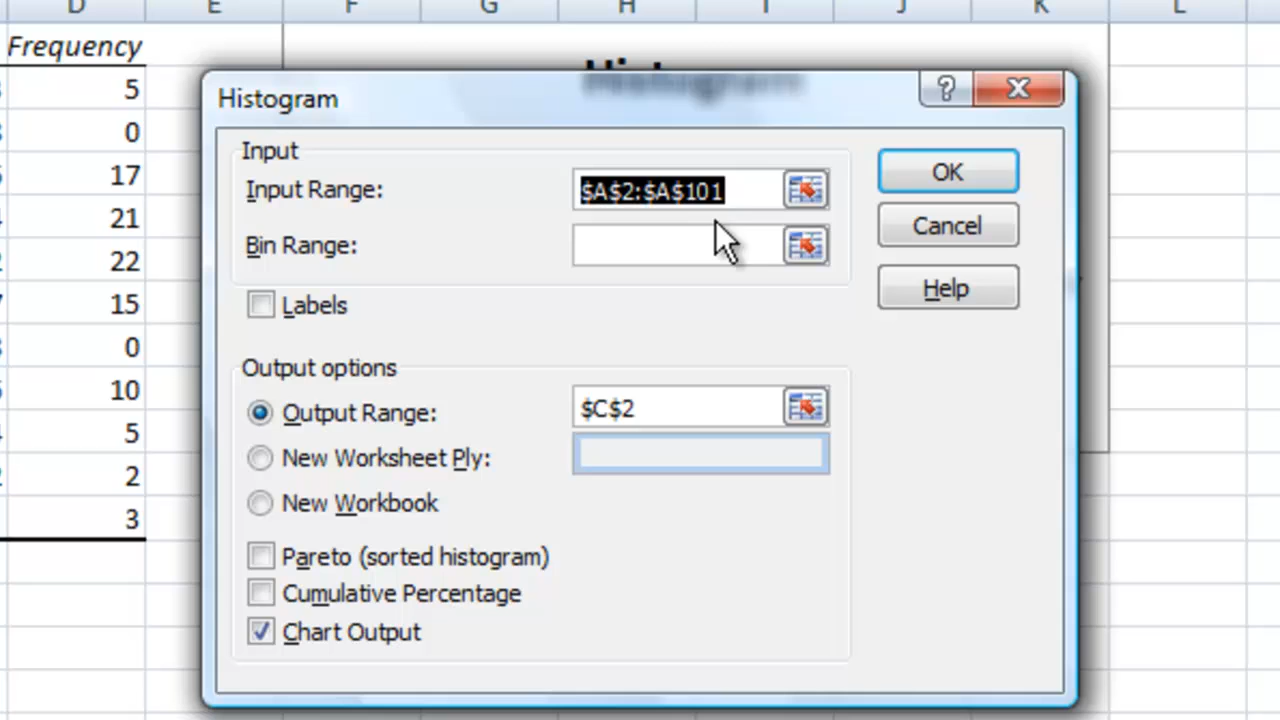 D E F G H I J K L
Frequency
Histogram
5
0
17
21
22
15
0
10
5
2
3
Histogram
?
Input
Input Range: $A$2:$A$101
Bin Range:
Labels
OK
Cancel
Help
Output options
Output Range: $C$2
New Worksheet Ply:
New Workbook
Pareto (sorted histogram)
Cumulative Percentage
Chart Output